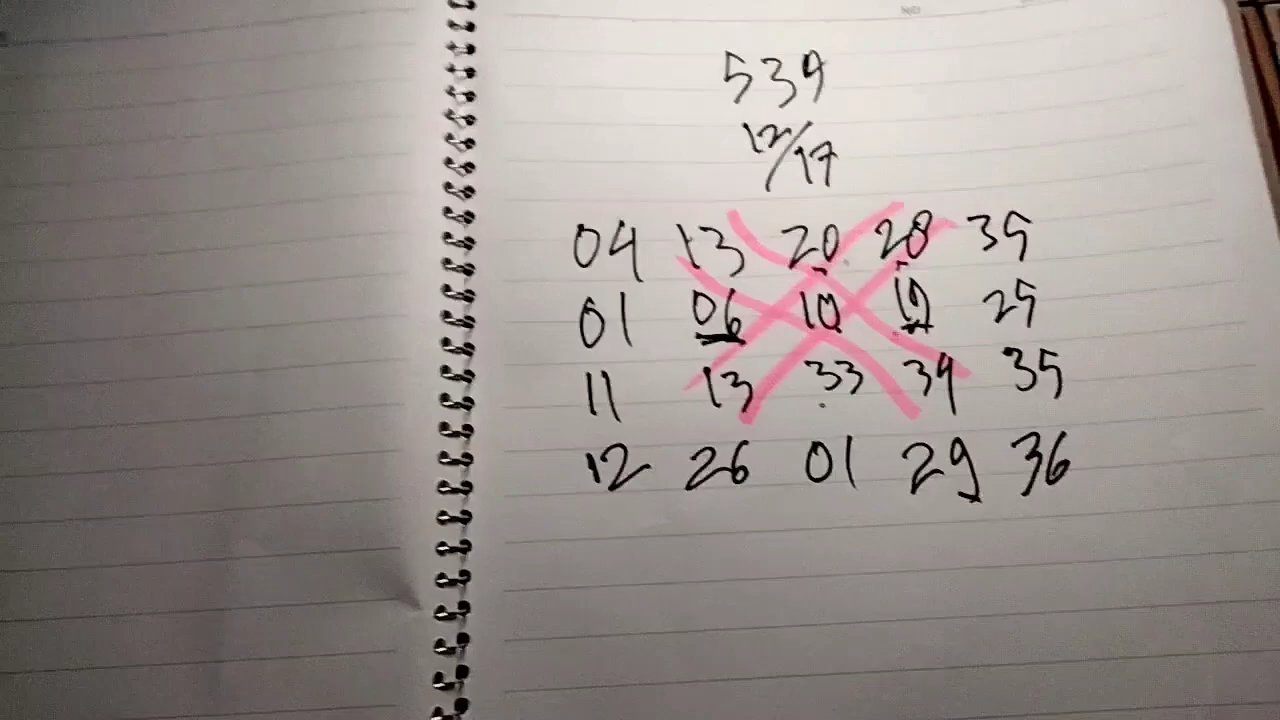 539
12/17
04 13 20 28 39
01 06 10 19 29
11 13 33 34 35
12 26 01 29 36